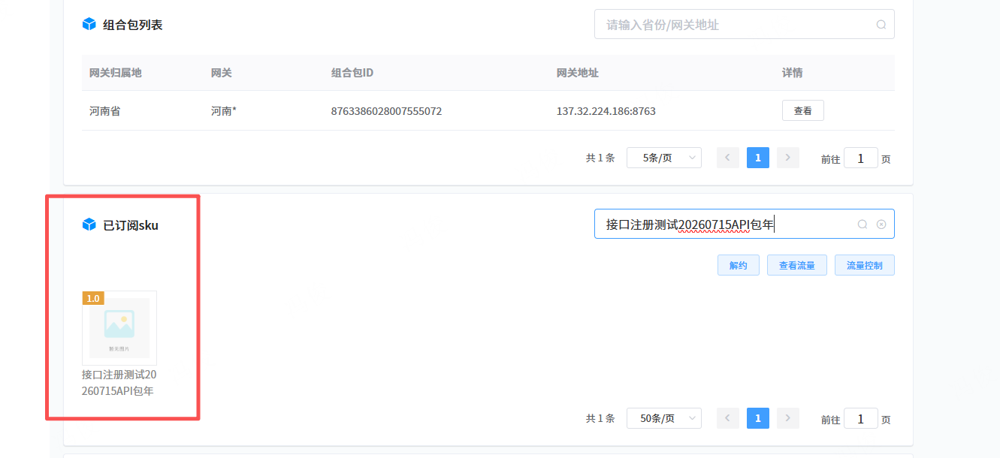 组合包列表
请输入省份/网关地址
网关归属地 网关 组合包ID 网关地址 详情
河南省 河南* 8763386028007555072 137.32.224.186:8763 查看
共 1 条 5条/页 1 前往 1 页
已订阅sku
接口注册测试20260715API包年
解约 查看流量 流量控制
1.0
暂无图片
接口注册测试20
260715API包年
共 1 条 50条/页 1 前往 1 页